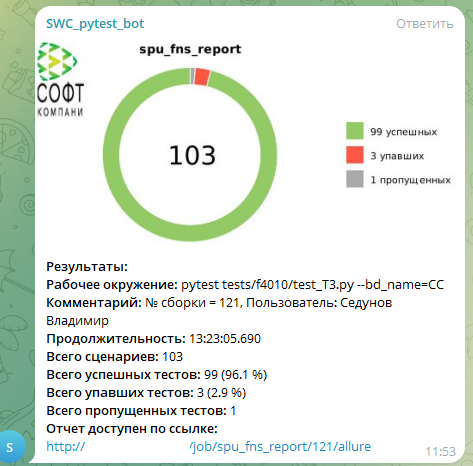 SWC_pytest_bot
Ответить
spu_fns_report
СОФТ
КОМПАНИ
103
99 успешных
3 упавших
1 пропущенных
Результаты:
Рабочее окружение: pytest tests/f4010/test_T3.py --bd_name=CC
Комментарий: № сборки = 121, Пользователь: Седунов
Владимир
Продолжительность: 13:23:05.690
Всего сценариев: 103
Всего успешных тестов: 99 (96.1 %)
Всего упавших тестов: 3 (2.9 %)
Всего пропущенных тестов: 1
Отчет доступен по ссылке:
http:// /job/spu_fns_report/121/allure
11:53
S